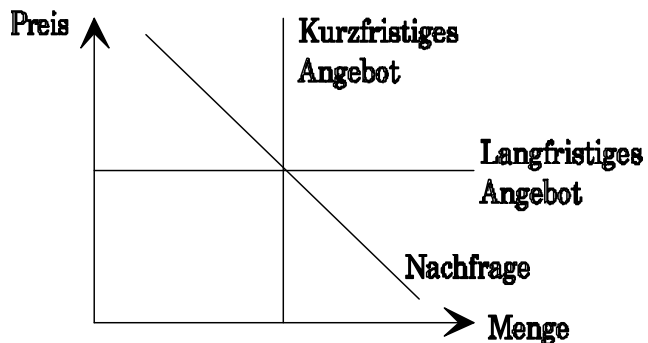 Preis
Kurzfristiges
Angebot
Langfristiges
Angebot
Nachfrage
Menge